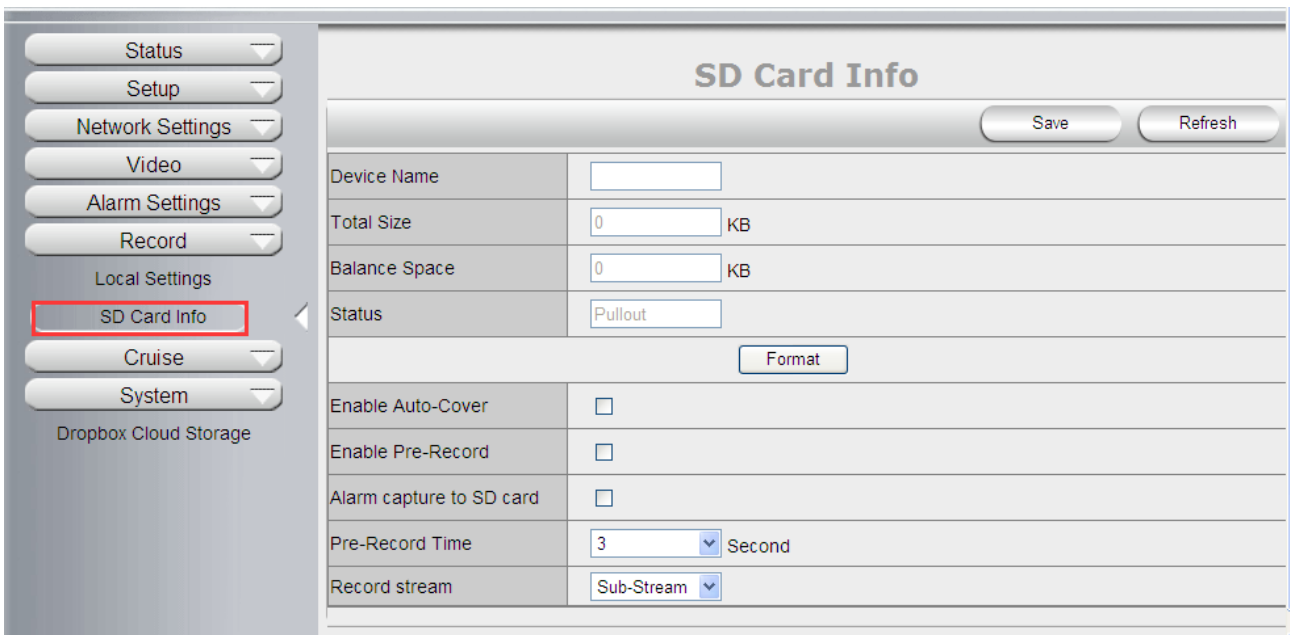 Status
Setup
Network Settings
Video
Alarm Settings
Record
Local Settings
SD Card Info
Cruise
System
Dropbox Cloud Storage
SD Card Info
Save Refresh
Device Name
Total Size 0 KB
Balance Space 0 KB
Status Pullout
Format
Enable Auto-Cover
Enable Pre-Record
Alarm capture to SD card
Pre-Record Time 3 Second
Record stream Sub-Stream